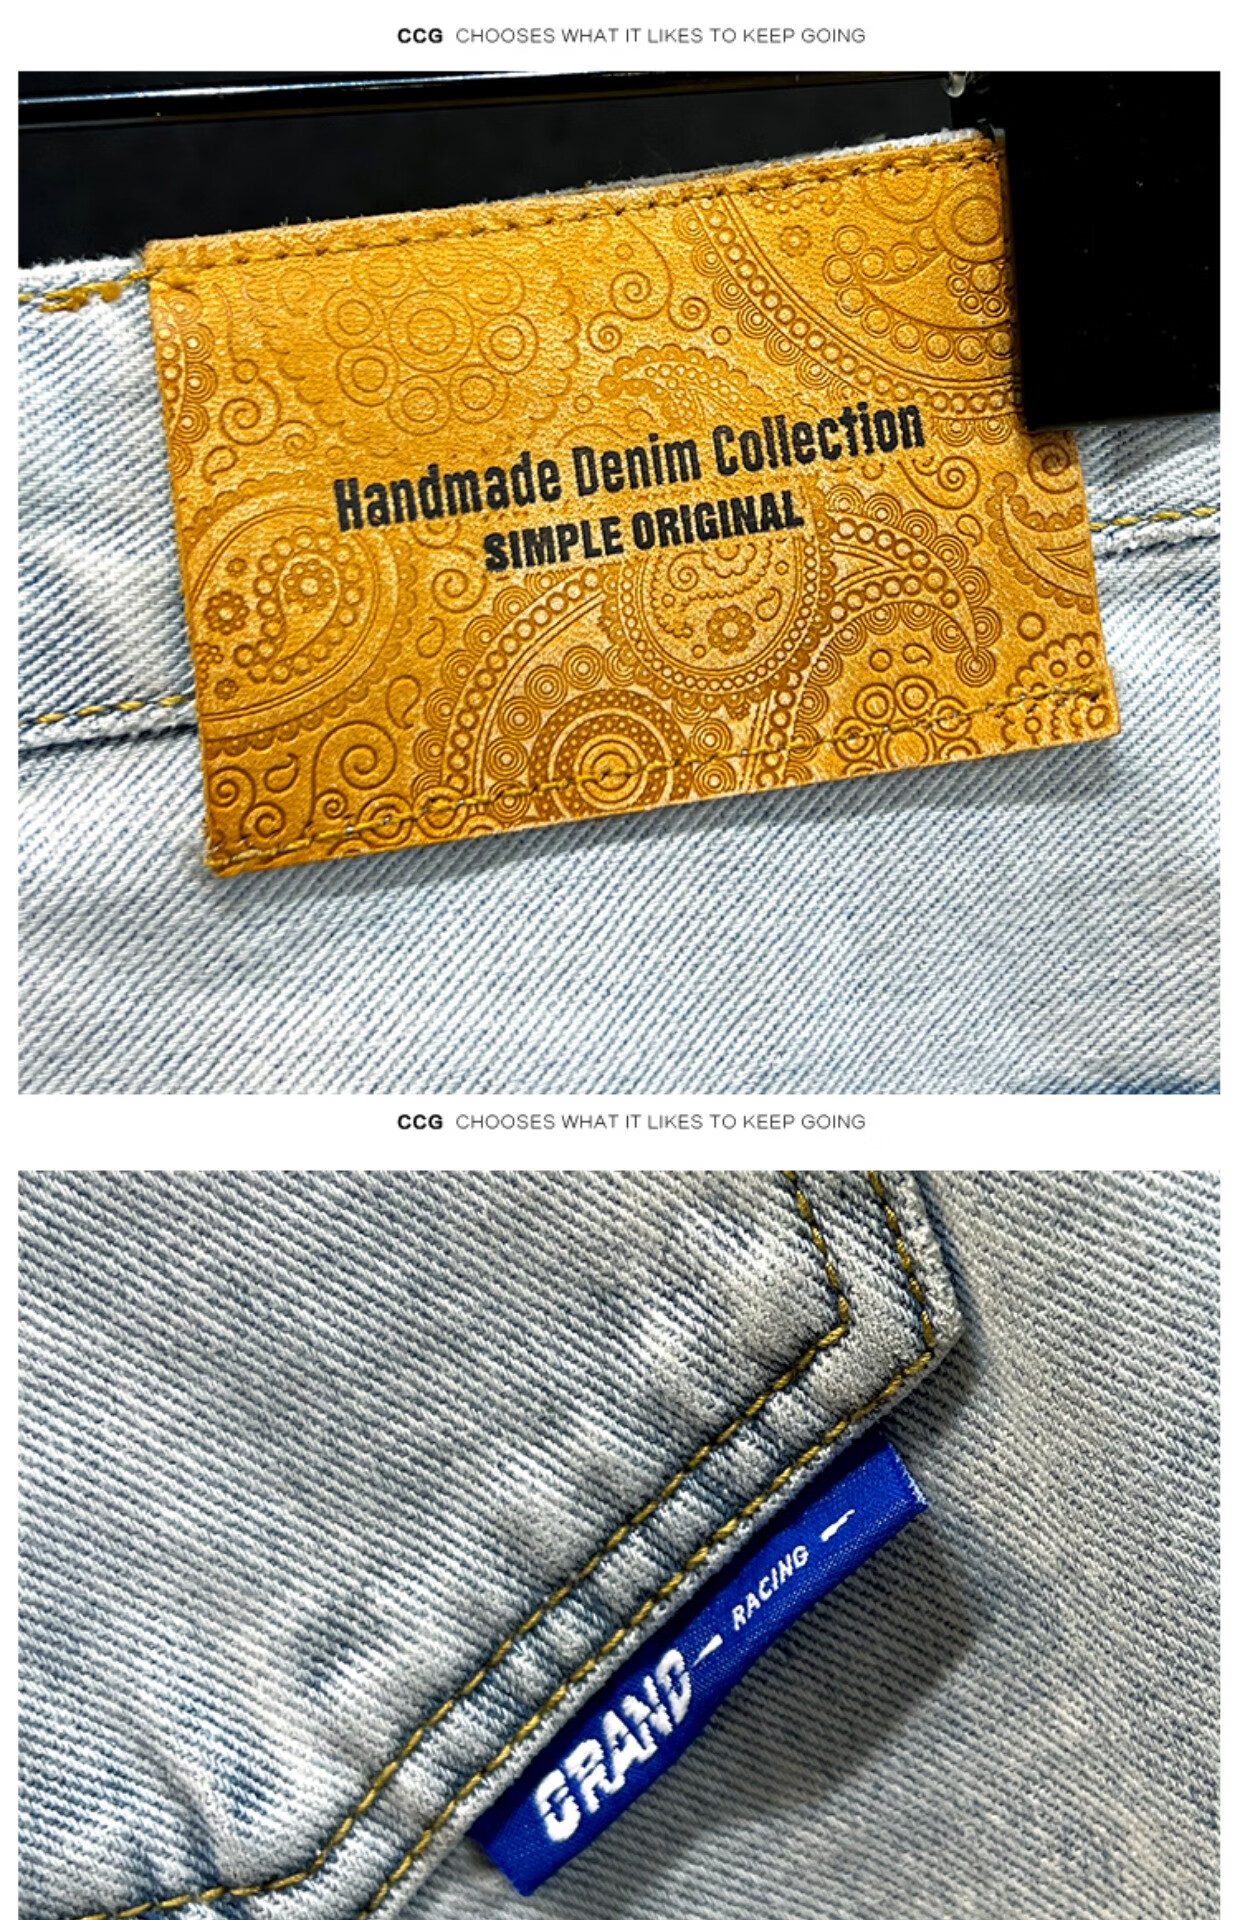 CCG CHOOSES WHAT IT LIKES TO KEEP GOING
Handmade Denim Collection
SIMPLE ORIGINAL
CCG CHOOSES WHAT IT LIKES TO KEEP GOING
GRAND — RACING —